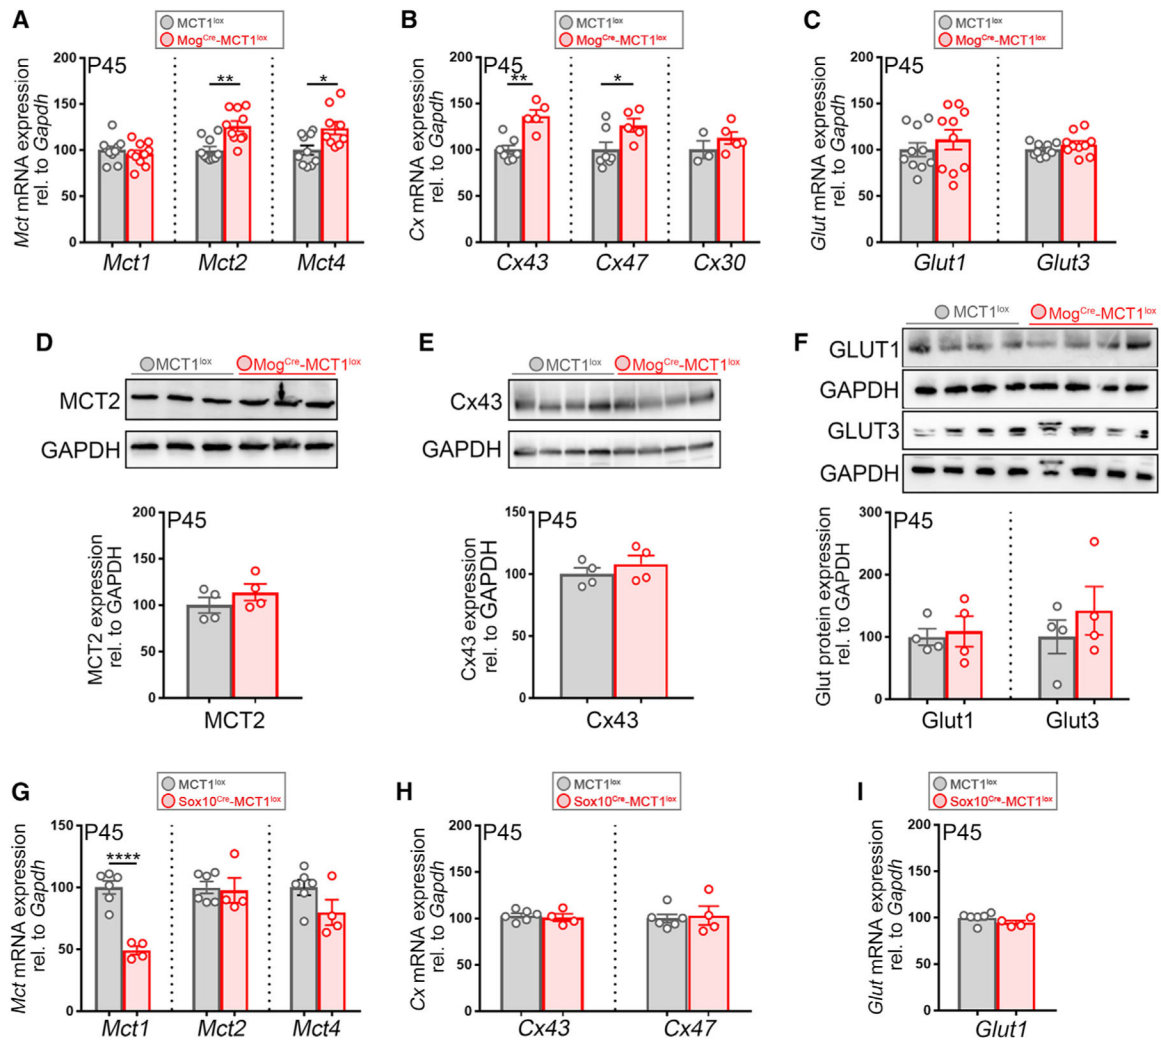 A
MCT1lox
MogCre-MCT1lox
P45
Mct mRNA expression
rel. to Gapdh
200
150
100
50
0
**
*
Mct1 Mct2 Mct4
B
MCT1lox
MogCre-MCT1lox
P45
Cx mRNA expression
rel. to Gapdh
200
150
100
50
0
**
*
Cx43 Cx47 Cx30
C
MCT1lox
MogCre-MCT1lox
P45
Glut mRNA expression
rel. to Gapdh
200
150
100
50
0
Glut1 Glut3
D
MCT1lox MogCre-MCT1lox
MCT2
GAPDH
P45
MCT2 expression
rel. to GAPDH
200
150
100
50
0
MCT2
E
MCT1lox MogCre-MCT1lox
Cx43
GAPDH
P45
Cx43 expression
rel. to GAPDH
150
100
50
0
Cx43
F
MCT1lox MogCre-MCT1lox
GLUT1
GAPDH
GLUT3
GAPDH
P45
Glut protein expression
rel. to GAPDH
300
200
100
0
Glut1 Glut3
G
MCT1lox
Sox10Cre-MCT1lox
P45
Mct mRNA expression
rel. to Gapdh
150
100
50
0
****
Mct1 Mct2 Mct4
H
MCT1lox
Sox10Cre-MCT1lox
P45
Cx mRNA expression
rel. to Gapdh
200
150
100
50
0
Cx43 Cx47
I
MCT1lox
Sox10Cre-MCT1lox
P45
Glut mRNA expression
rel. to Gapdh
200
150
100
50
0
Glut1